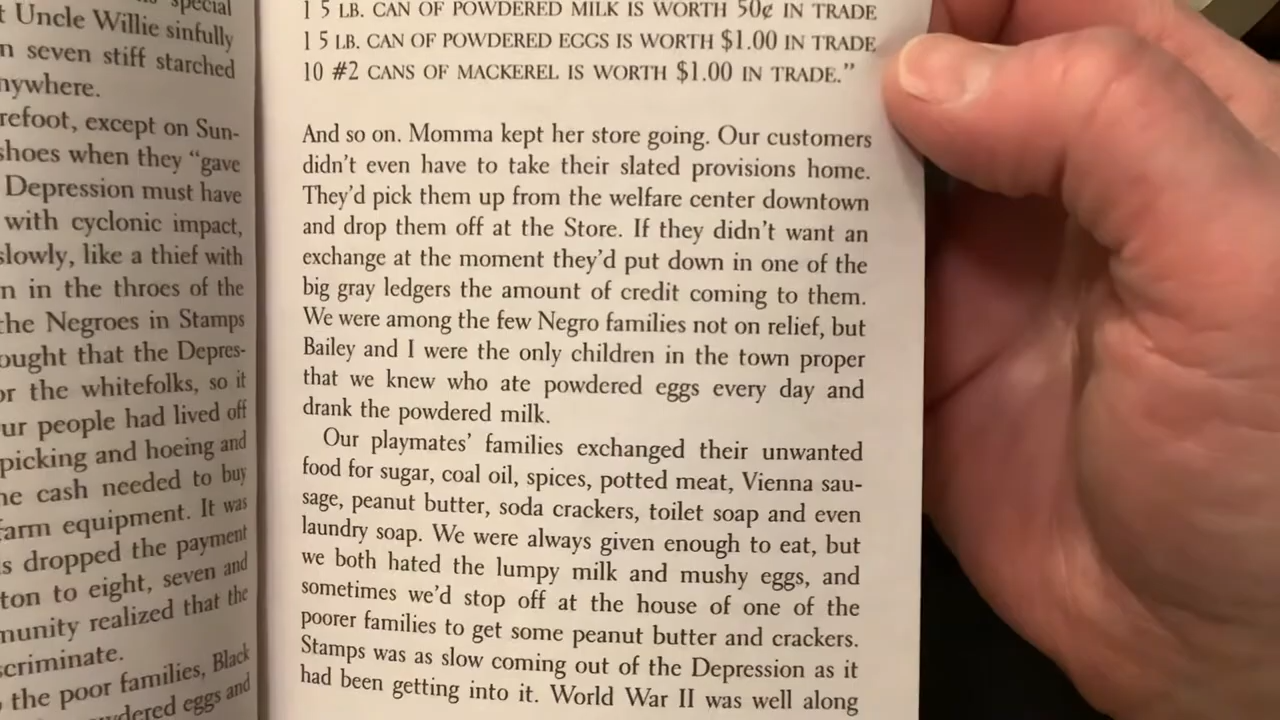 special
t Uncle Willie sinfully
n seven stiff starched
nywhere.
refoot, except on Sun-
shoes when they “gave
Depression must have
with cyclonic impact,
slowly, like a thief with
n in the throes of the
the Negroes in Stamps
ought that the Depres-
or the whitefolks, so it
ur people had lived off
picking and hoeing and
ne cash needed to buy
farm equipment. It was
s dropped the payment
ton to eight, seven and
munity realized that the
scriminate.
the poor families, Black
wdered eggs and
1 5 LB. CAN OF POWDERED MILK IS WORTH 50¢ IN TRADE
1 5 LB. CAN OF POWDERED EGGS IS WORTH $1.00 IN TRADE
10 #2 CANS OF MACKEREL IS WORTH $1.00 IN TRADE.”
And so on. Momma kept her store going. Our customers
didn’t even have to take their slated provisions home.
They’d pick them up from the welfare center downtown
and drop them off at the Store. If they didn’t want an
exchange at the moment they’d put down in one of the
big gray ledgers the amount of credit coming to them.
We were among the few Negro families not on relief, but
Bailey and I were the only children in the town proper
that we knew who ate powdered eggs every day and
drank the powdered milk.
Our playmates’ families exchanged their unwanted
food for sugar, coal oil, spices, potted meat, Vienna sau-
sage, peanut butter, soda crackers, toilet soap and even
laundry soap. We were always given enough to eat, but
we both hated the lumpy milk and mushy eggs, and
sometimes we’d stop off at the house of one of the
poorer families to get some peanut butter and crackers.
Stamps was as slow coming out of the Depression as it
had been getting into it. World War II was well along